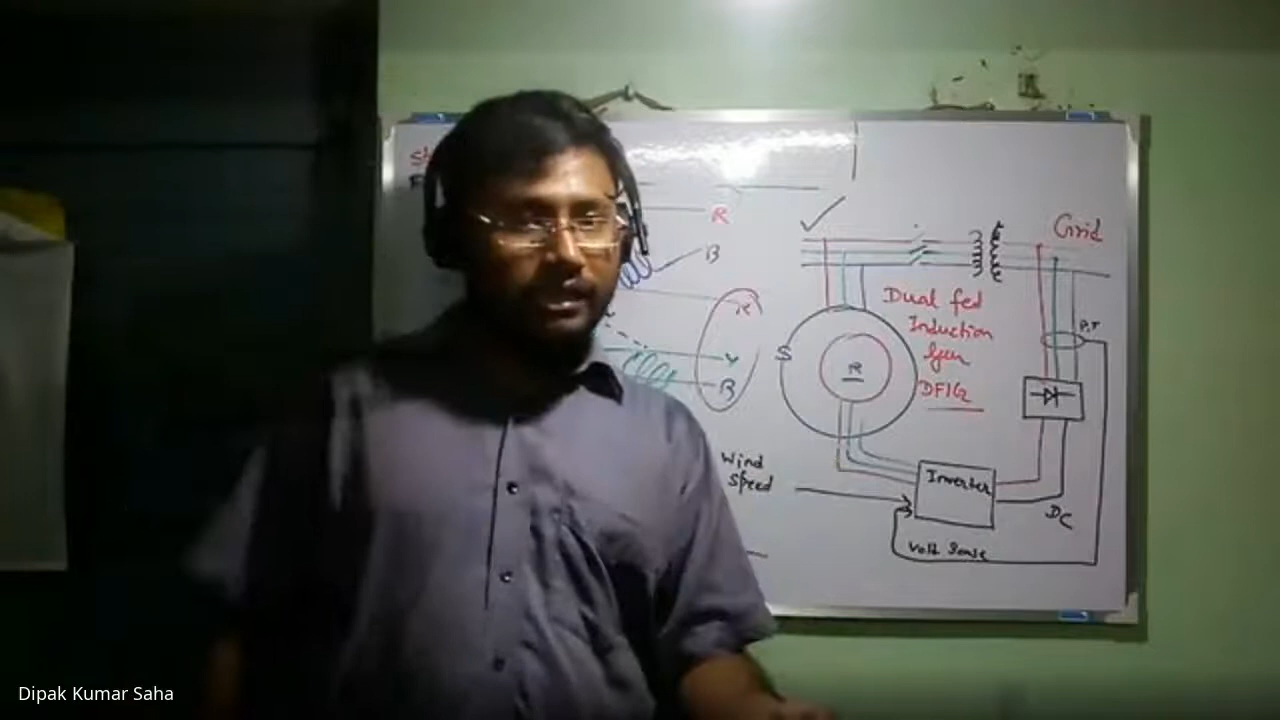 R
B
R
Y
B
Grid
Dual fed
Induction
Gen
DFIG
S
R
P.T
Wind
Speed
Inverter
DC
Volt Sense
Dipak Kumar Saha